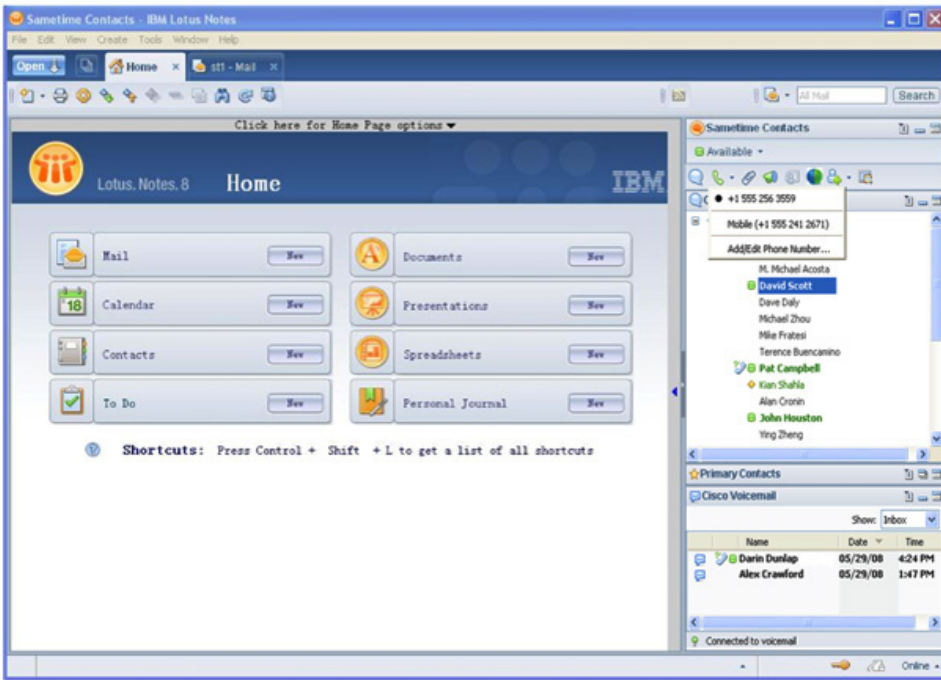 Sametime Contacts - IBM Lotus Notes
File Edit View Create Tools Window Help
Open
Home
st1 - Mail
All Mail
Search
Click here for Home Page options
Lotus. Notes. 8
Home
IBM
Mail
New
Documents
New
Calendar
18
New
Presentations
New
Contacts
New
Spreadsheets
New
To Do
New
Personal Journal
New
Shortcuts: Press Control + Shift + L to get a list of all shortcuts
Sametime Contacts
Available
+1 555 256 3559
Mobile (+1 555 241 2671)
Add/Edit Phone Number...
M. Michael Acosta
David Scott
Dave Daly
Michael Zhou
Mike Fratesi
Terence Buencamino
Pat Campbell
Kian Shahla
Alan Cronin
John Houston
Ying Zheng
Primary Contacts
Cisco Voicemail
Show: Inbox
Name Date Time
Darin Dunlap 05/29/08 4:24 PM
Alex Crawford 05/29/08 1:47 PM
Connected to voicemail
Online